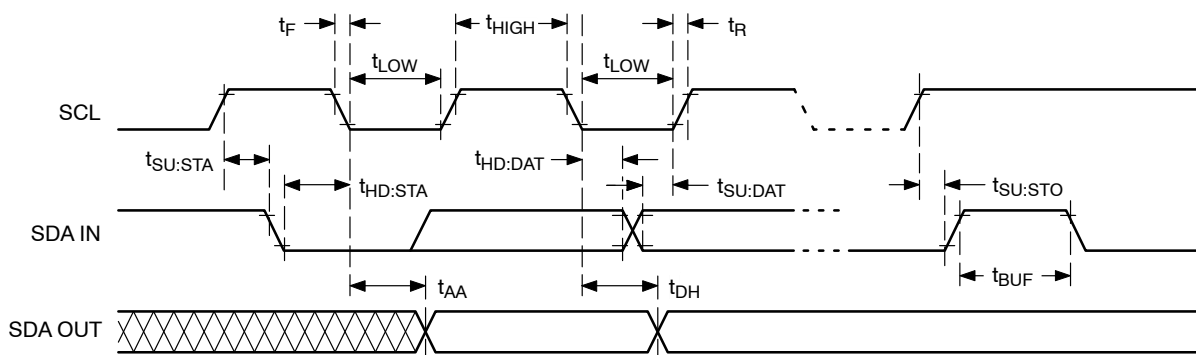 tF tHIGH tR
tLOW tLOW
SCL
tSU:STA tHD:DAT
tHD:STA tSU:DAT tSU:STO
SDA IN
tAA tDH tBUF
SDA OUT